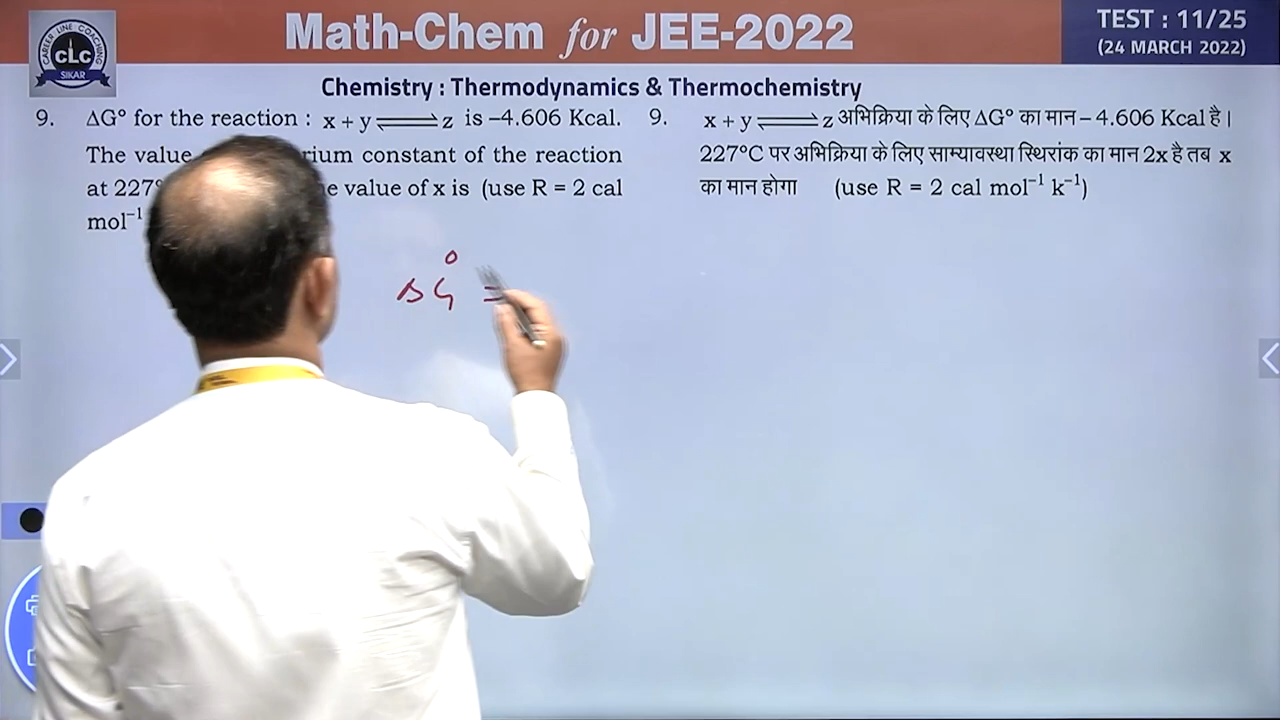 CAREER LINE COACHING
CLC
SIKAR
Math-Chem for JEE-2022
TEST : 11/25
(24 MARCH 2022)
Chemistry : Thermodynamics & Thermochemistry
9. ΔG° for the reaction : x + y ⇌ z is –4.606 Kcal.
The value rium constant of the reaction
at 227° e value of x is (use R = 2 cal
mol⁻¹
9. x + y ⇌ z अभिक्रिया के लिए ΔG° का मान – 4.606 Kcal है।
227°C पर अभिक्रिया के लिए साम्यावस्था स्थिरांक का मान 2x है तब x
का मान होगा (use R = 2 cal mol⁻¹ k⁻¹)
ΔG° =